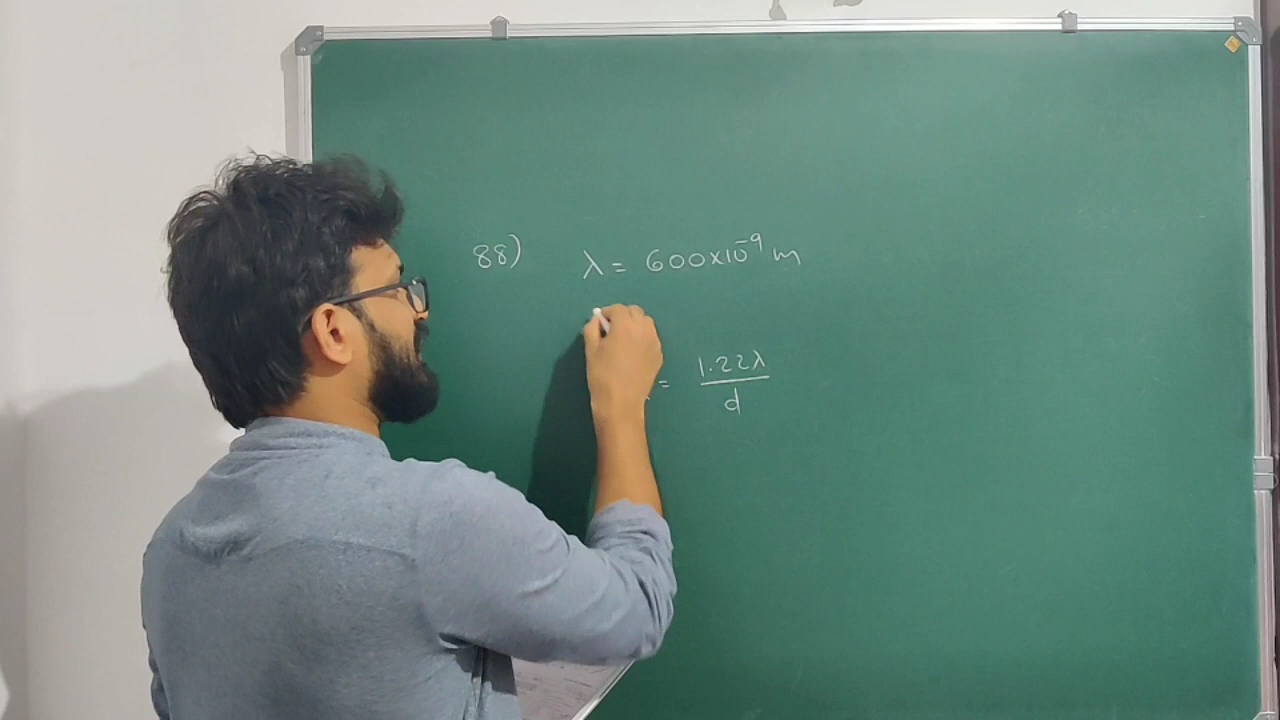 88) λ = 600×10⁻⁹ m
= 1.22λ / d